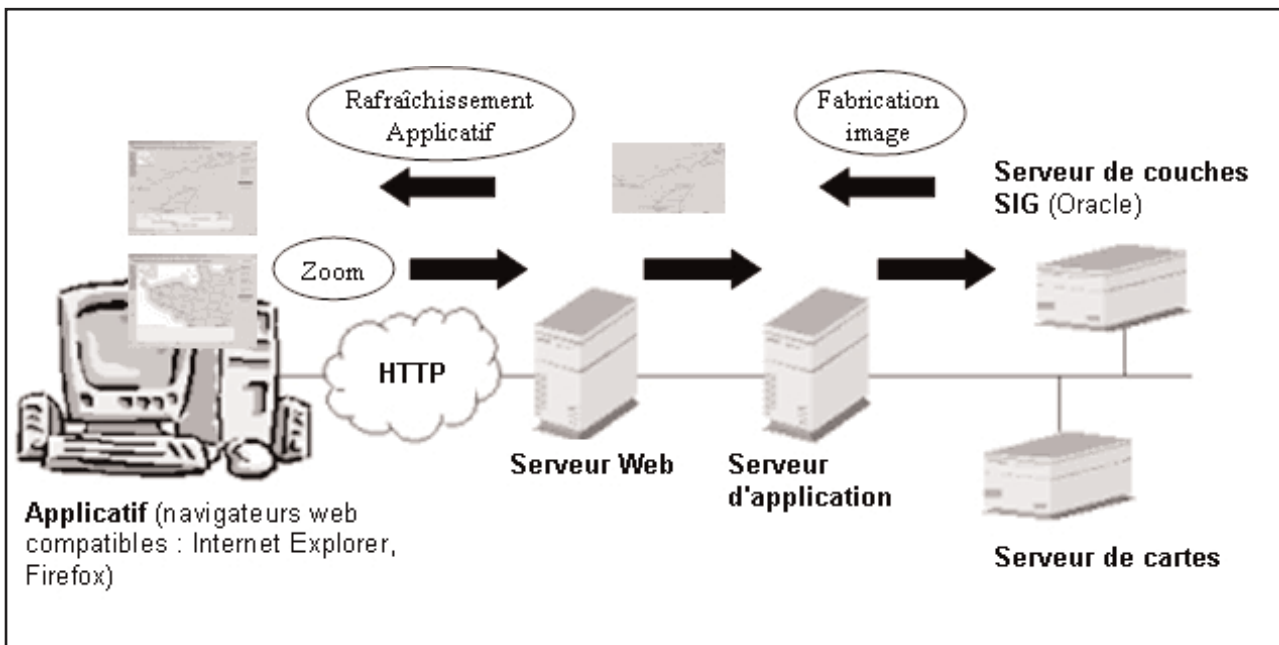 Rafraîchissement
Applicatif
Fabrication
image
Serveur de couches
SIG (Oracle)
Zoom
HTTP
Serveur Web
Serveur
d'application
Applicatif (navigateurs web
compatibles : Internet Explorer,
Firefox)
Serveur de cartes